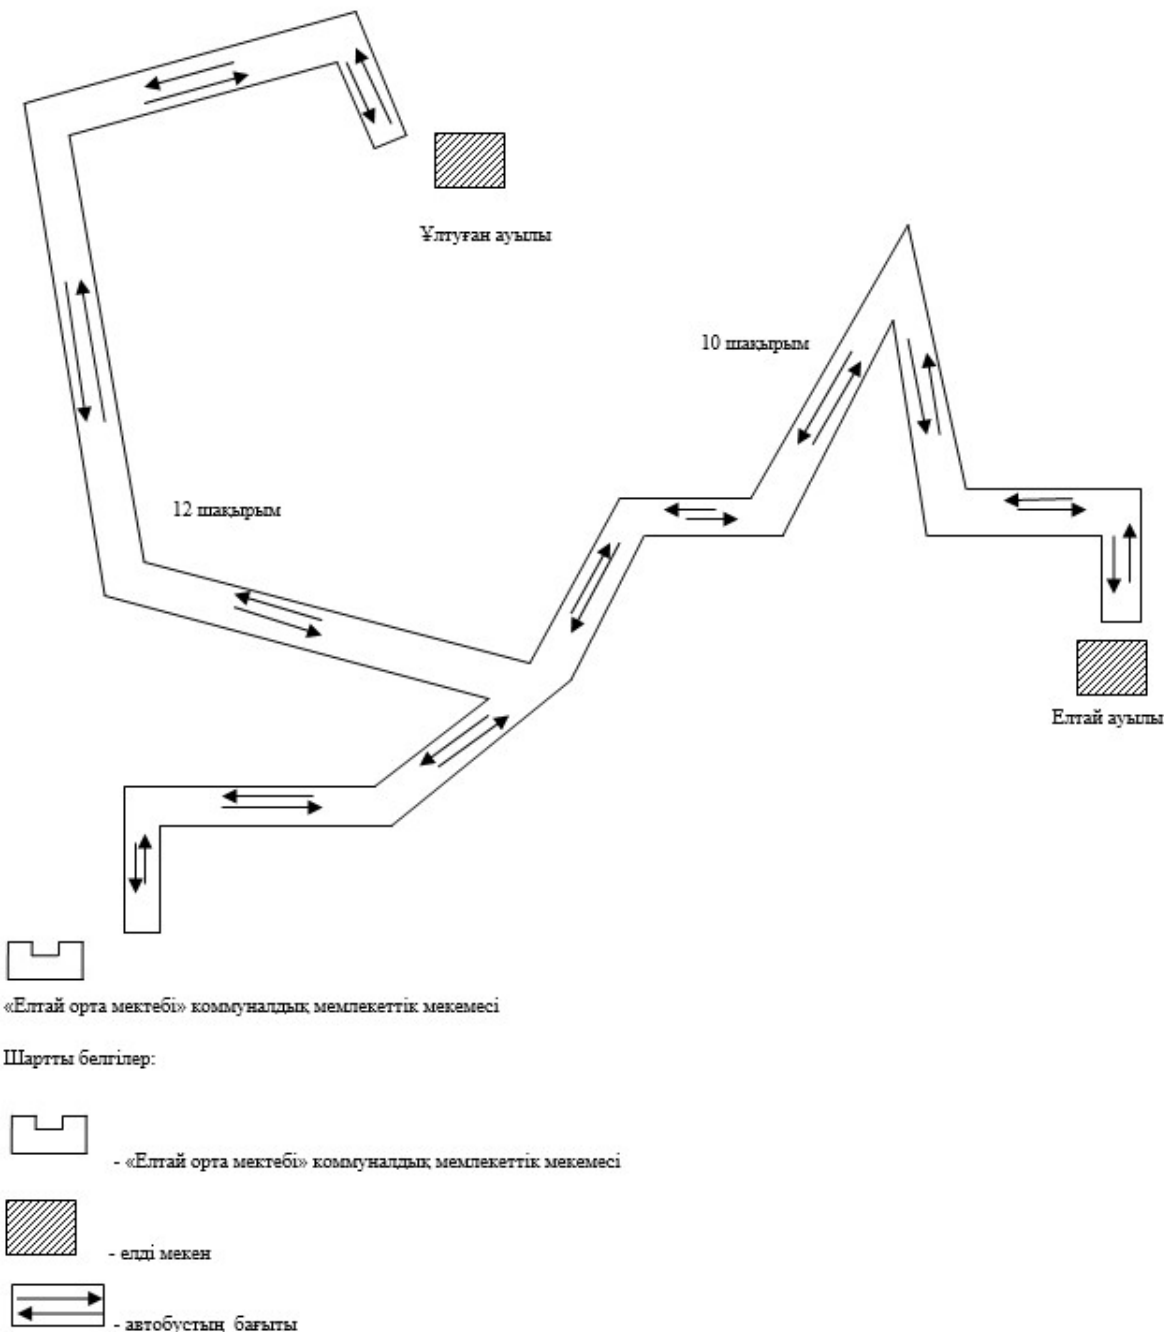 Ұлтуған ауылы
10 шақырым
12 шақырым
Елтай ауылы
«Елтай орта мектебі» коммуналдық мемлекеттік мекемесі
Шартты белгілер:
- «Елтай орта мектебі» коммуналдық мемлекеттік мекемесі
- елді мекен
- автобустың бағыты